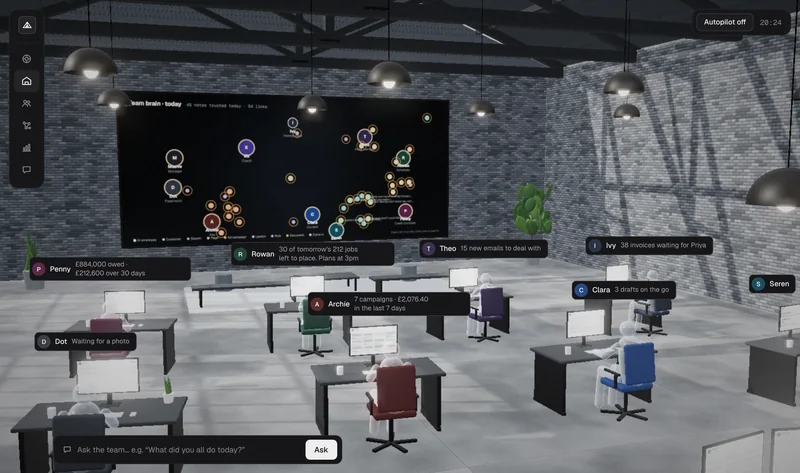 Autopilot off
20:24
Team brain · today
M
D
A
X
I
C
S
T
R
P
P Penny £884,000 owed ·
£212,600 over 30 days
R Rowan 30 of tomorrow's 212 jobs
left to place. Plans at 3pm
T Theo 15 new emails to deal with
I Ivy 38 invoices waiting for Priya
A Archie 7 campaigns · £2,076.40
in the last 7 days
C Clara 3 drafts on the go
S Seren
D Dot Waiting for a photo
Ask the team... e.g. "What did you all do today?"
Ask